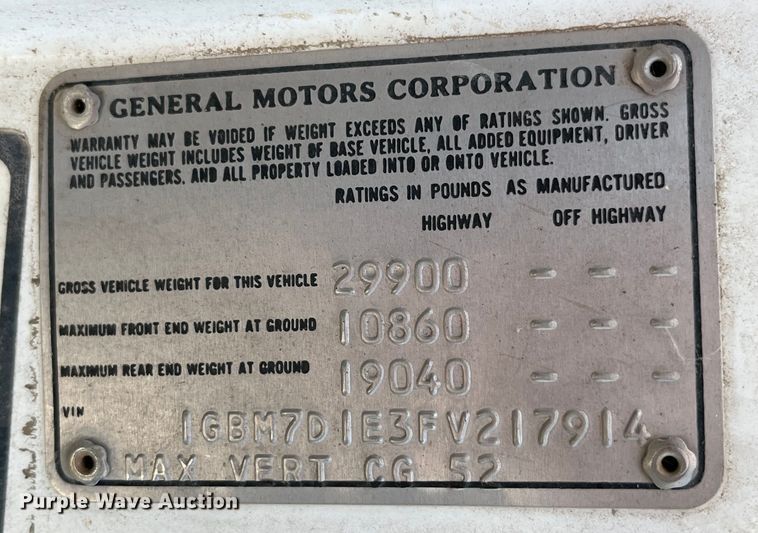 GENERAL MOTORS CORPORATION
WARRANTY MAY BE VOIDED IF WEIGHT EXCEEDS ANY OF RATINGS SHOWN. GROSS
VEHICLE WEIGHT INCLUDES WEIGHT OF BASE VEHICLE, ALL ADDED EQUIPMENT, DRIVER
AND PASSENGERS, AND ALL PROPERTY LOADED INTO OR ONTO VEHICLE.
RATINGS IN POUNDS AS MANUFACTURED
HIGHWAY OFF HIGHWAY
GROSS VEHICLE WEIGHT FOR THIS VEHICLE 29900 - - -
MAXIMUM FRONT END WEIGHT AT GROUND 10860 - - -
MAXIMUM REAR END WEIGHT AT GROUND 19040 - - -
VIN 1GBM7D1E3FV217914
MAX VERT CG 52
Purple Wave Auction